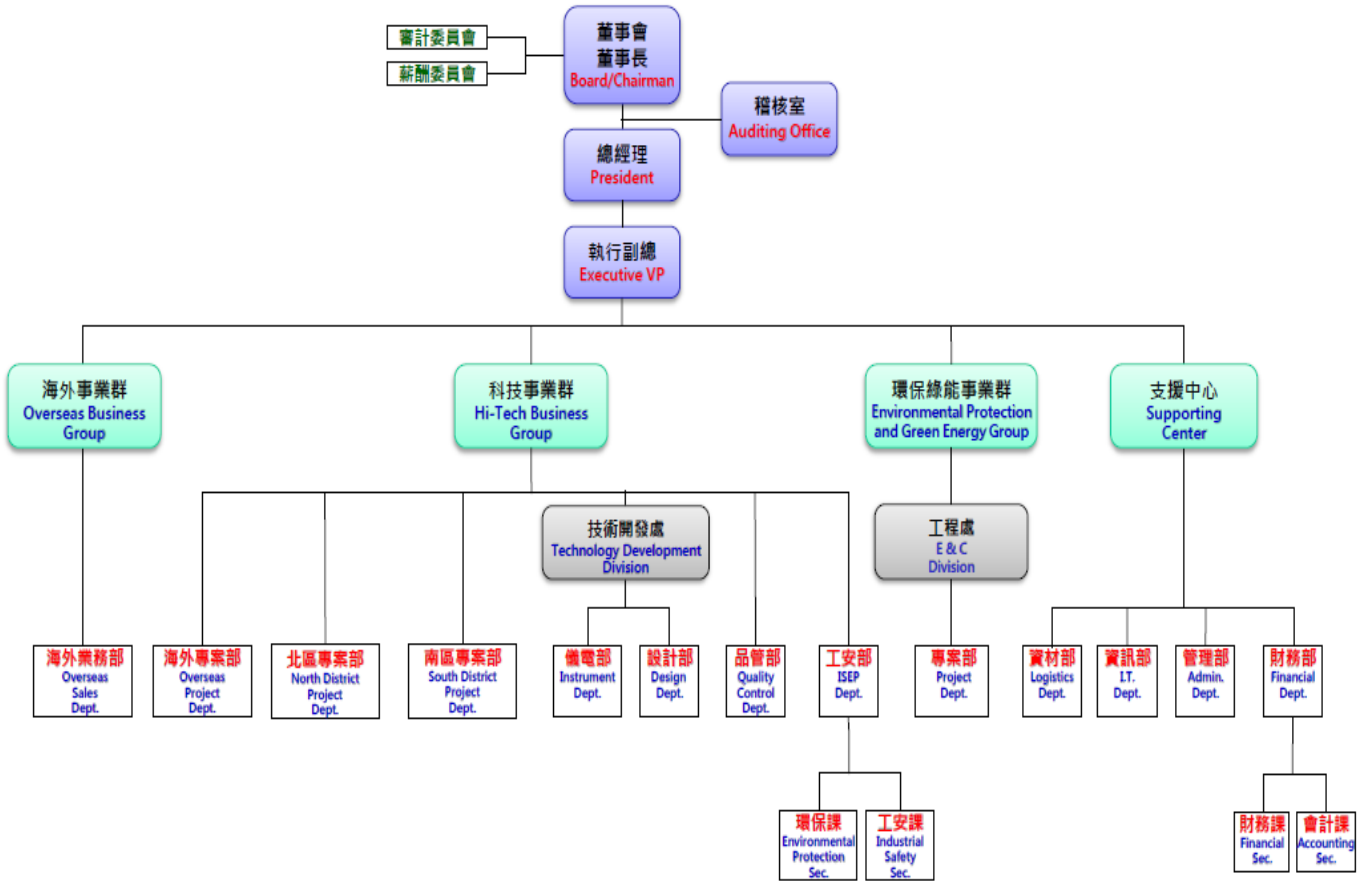 審計委員會
薪酬委員會
董事會
董事長
Board/Chairman
稽核室
Auditing Office
總經理
President
執行副總
Executive VP
海外事業群
Overseas Business
Group
科技事業群
Hi-Tech Business
Group
環保綠能事業群
Environmental Protection
and Green Energy Group
支援中心
Supporting
Center
技術開發處
Technology Development
Division
工程處
E & C
Division
海外業務部
Overseas
Sales
Dept.
海外專案部
Overseas
Project
Dept.
北區專案部
North District
Project
Dept.
南區專案部
South District
Project
Dept.
儀電部
Instrument
Dept.
設計部
Design
Dept.
品管部
Quality
Control
Dept.
工安部
ISEP
Dept.
專案部
Project
Dept.
資材部
Logistics
Dept.
資訊部
I.T.
Dept.
管理部
Admin.
Dept.
財務部
Financial
Dept.
環保課
Environmental
Protection
Sec.
工安課
Industrial
Safety
Sec.
財務課
Financial
Sec.
會計課
Accounting
Sec.